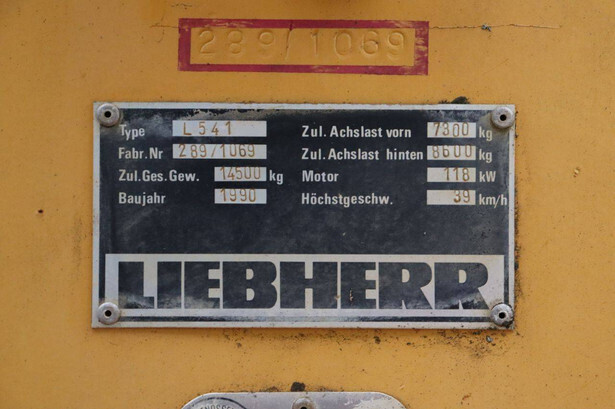 289/1069
Type L541 Zul. Achslast vorn 7300 kg
Fabr. Nr 289/1069 Zul. Achslast hinten 8600 kg
Zul. Ges. Gew. 14500 kg Motor 118 kW
Baujahr 1990 Höchstgeschw. 39 km/h
LIEBHERR